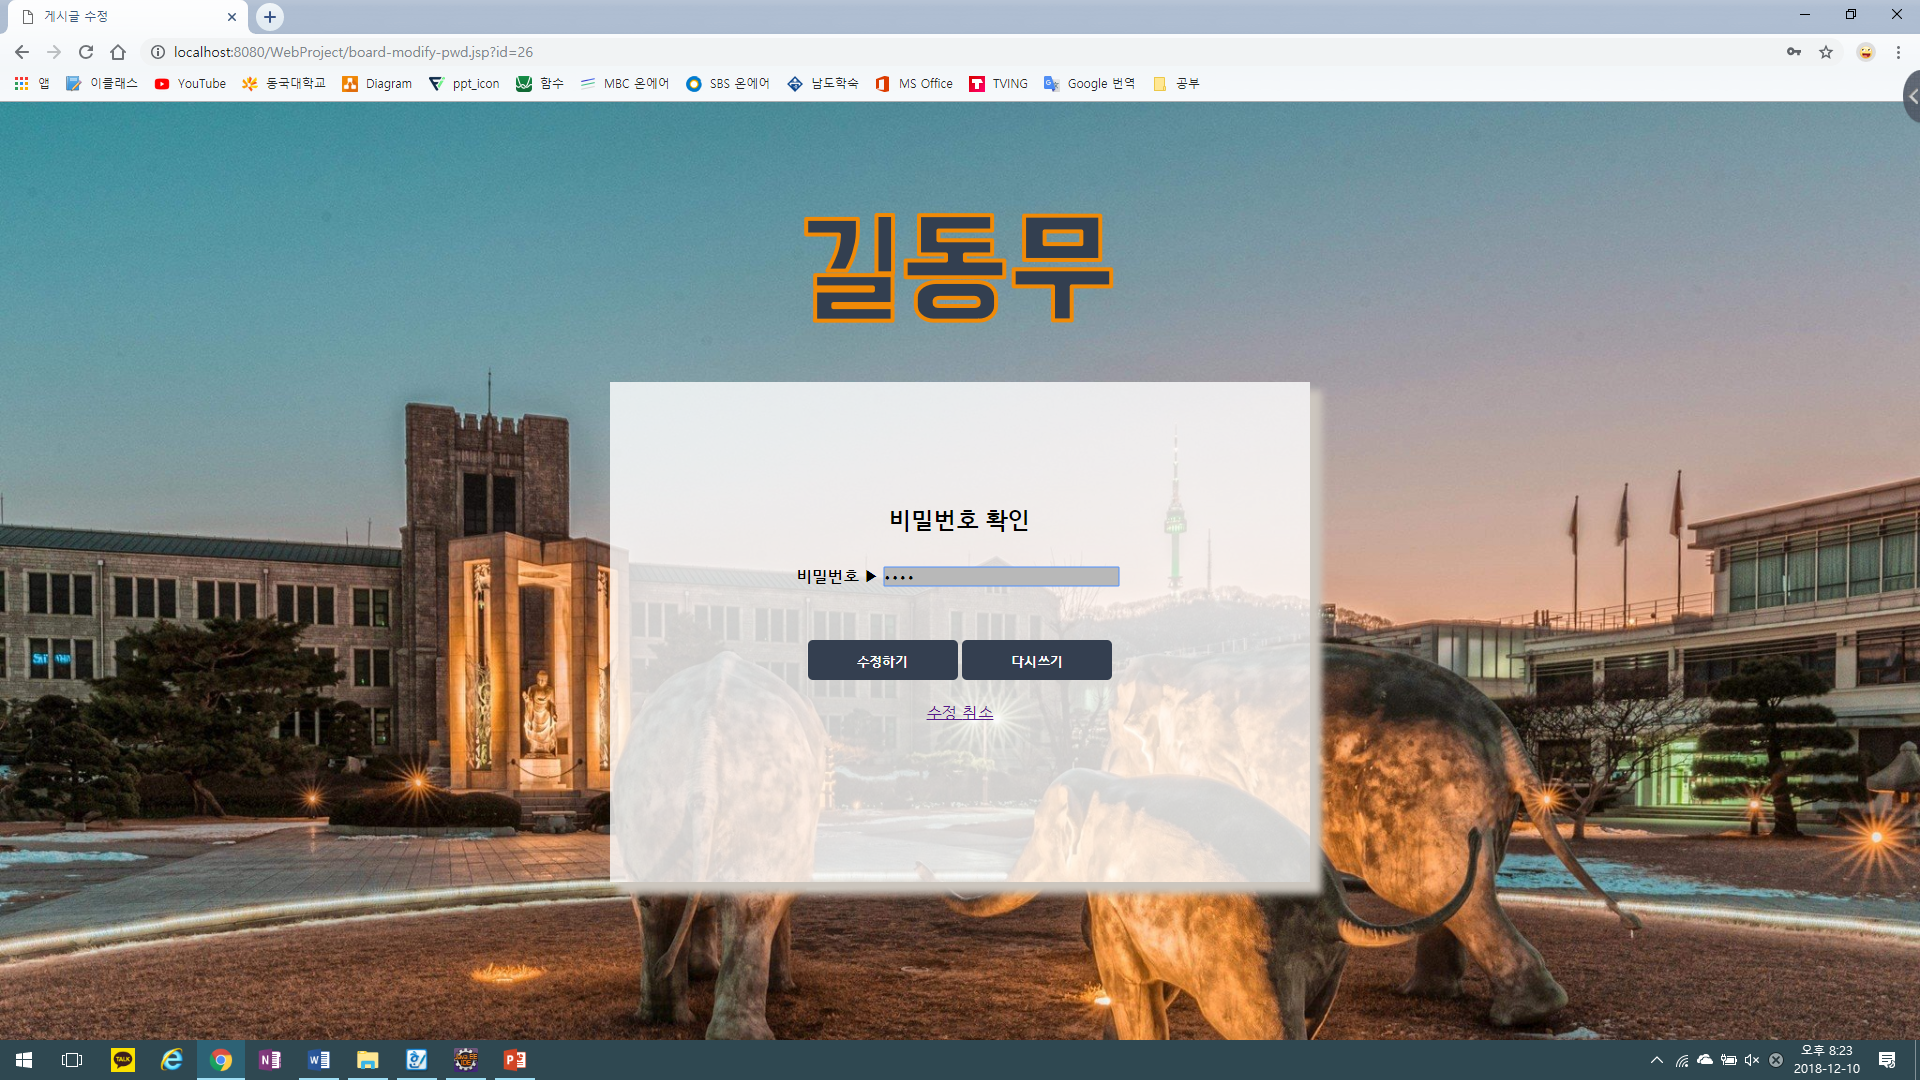 게시글 수정
localhost:8080/WebProject/board-modify-pwd.jsp?id=26
앱 이클래스 YouTube 동국대학교 Diagram ppt_icon 함수 MBC 온에어 SBS 온에어 남도학숙 MS Office TVING Google 번역 공부
길동무
비밀번호 확인
비밀번호 ▶ ••••
수정하기 다시쓰기
수정 취소
TALK
오후 8:23
2018-12-10